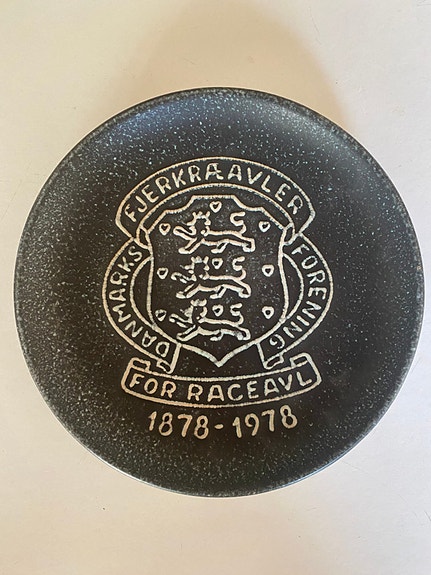 DANMARKS
FJERKRÆAVLER
FORENING
FOR RACEAVL
1878-1978